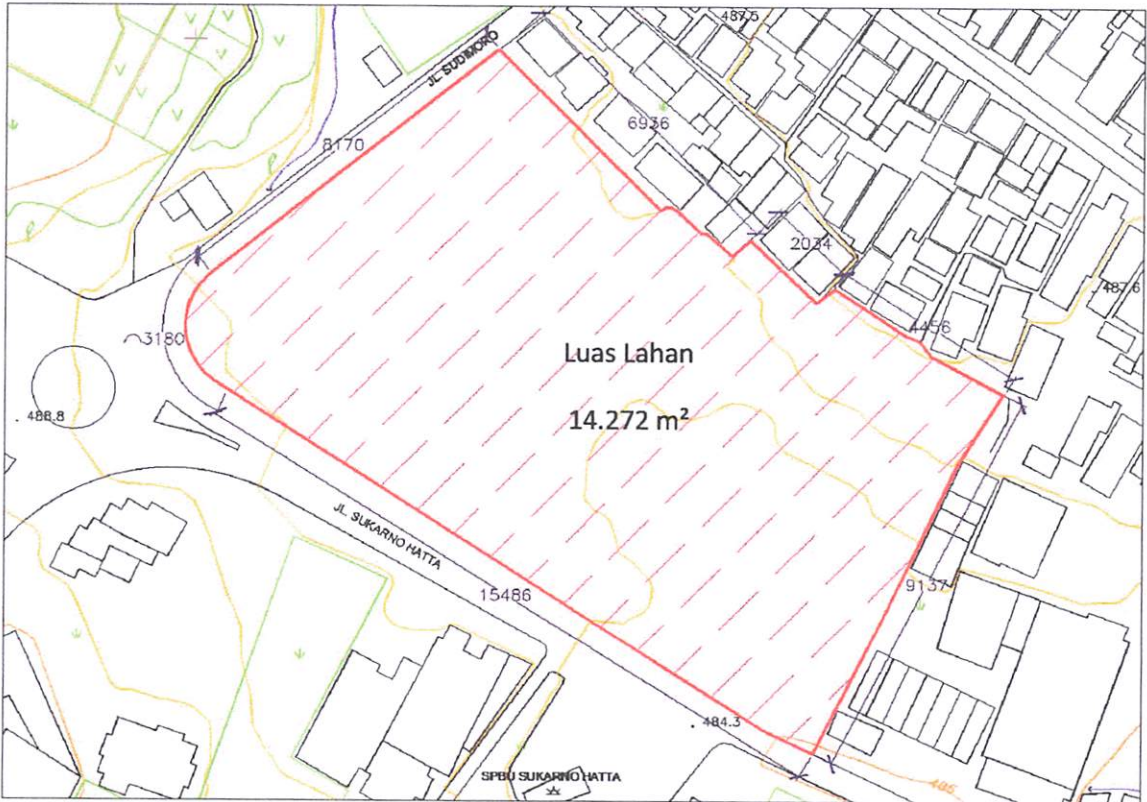 487.5
JL SUDIMORO
6936
8170
2034
487.6
4456
3180
Luas Lahan
488.8
14.272 m²
JL. SUKARNO HATTA
9137
15486
484.3
SPBU SUKARNO HATTA
485